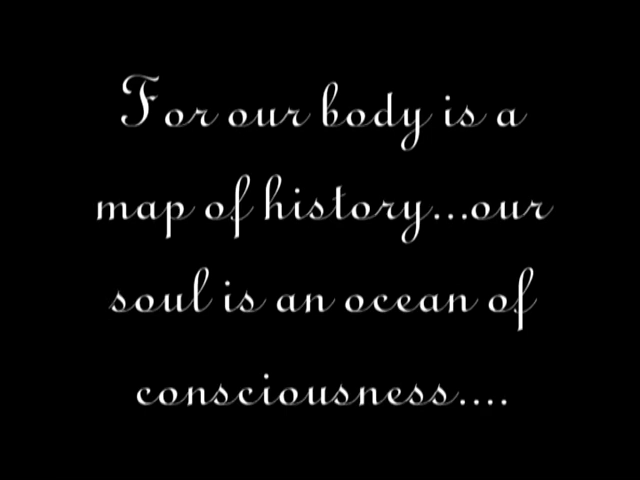 For our body is a
map of history...our
soul is an ocean of
consciousness....